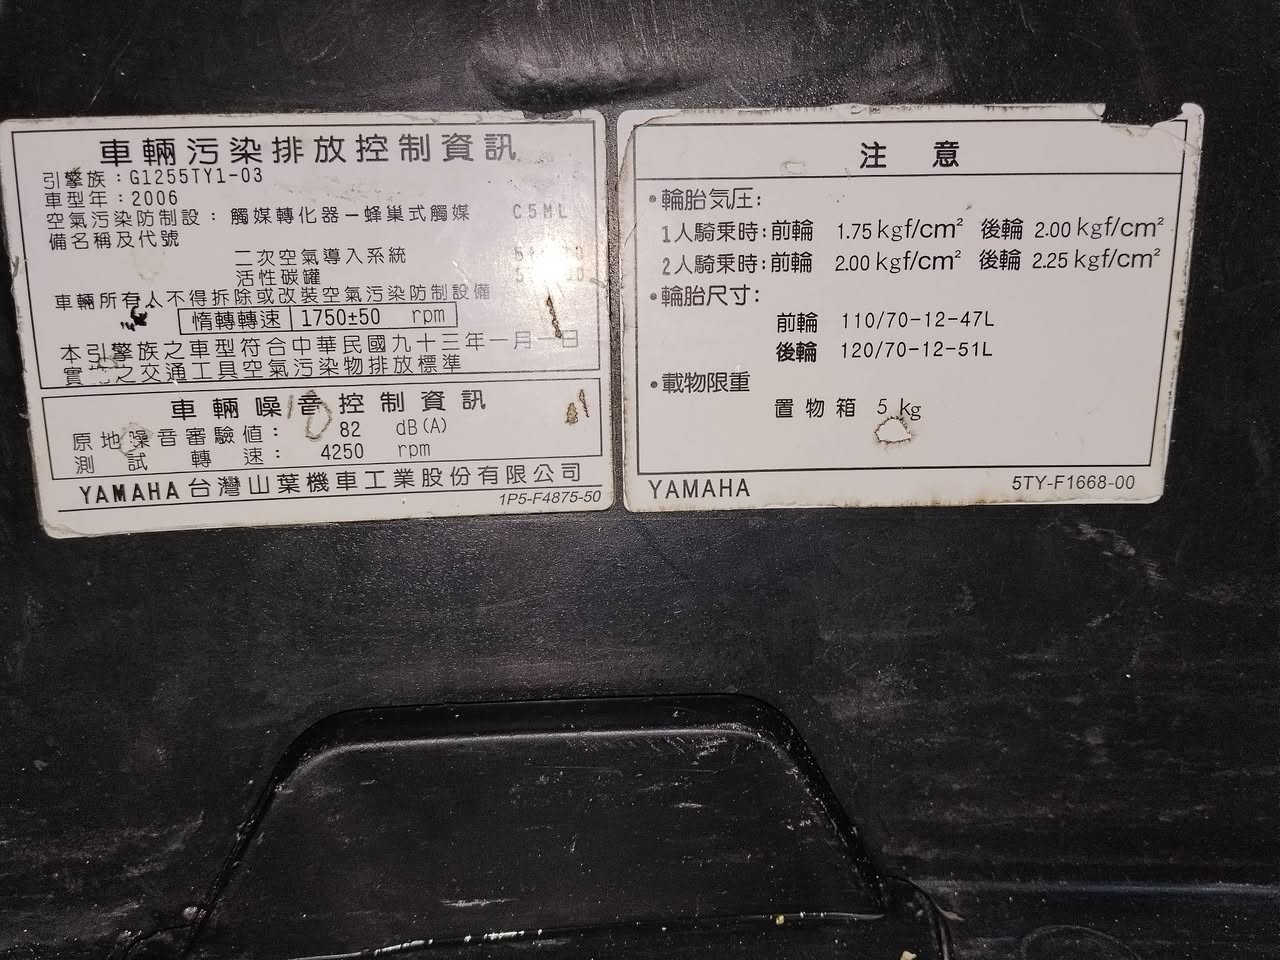 車輛污染排放控制資訊
引擎族：G1255TY1-03
車型年：2006
空氣污染防制設：觸媒轉化器－蜂巢式觸媒 C5ML
備名稱及代號
二次空氣導入系統
活性碳罐
車輛所有人不得拆除或改裝空氣污染防制設備
惰轉轉速 1750±50 rpm
本引擎族之車型符合中華民國九十三年一月一日
實 之交通工具空氣污染物排放標準
車輛噪音控制資訊
原地噪音審驗值： 82 dB(A)
測試轉速： 4250 rpm
YAMAHA 台灣山葉機車工業股份有限公司
1P5-F4875-50
注 意
•輪胎気圧:
1人騎乗時:前輪 1.75 kgf/cm² 後輪 2.00 kgf/cm²
2人騎乗時:前輪 2.00 kgf/cm² 後輪 2.25 kgf/cm²
•輪胎尺寸:
前輪 110/70-12-47L
後輪 120/70-12-51L
•載物限重
置物箱 5 kg
YAMAHA 5TY-F1668-00